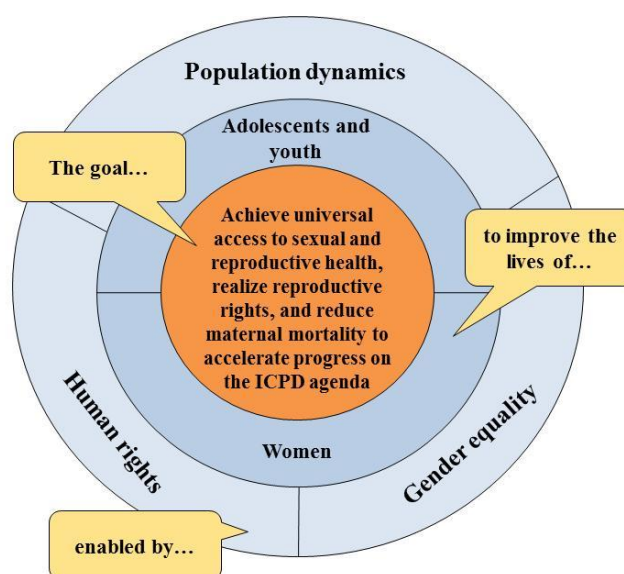 Population dynamics
Adolescents and
youth
The goal…
Achieve universal
access to sexual and
reproductive health,
realize reproductive
rights, and reduce
maternal mortality to
accelerate progress on
the ICPD agenda
to improve the
lives of…
Human rights
Women
Gender equality
enabled by…